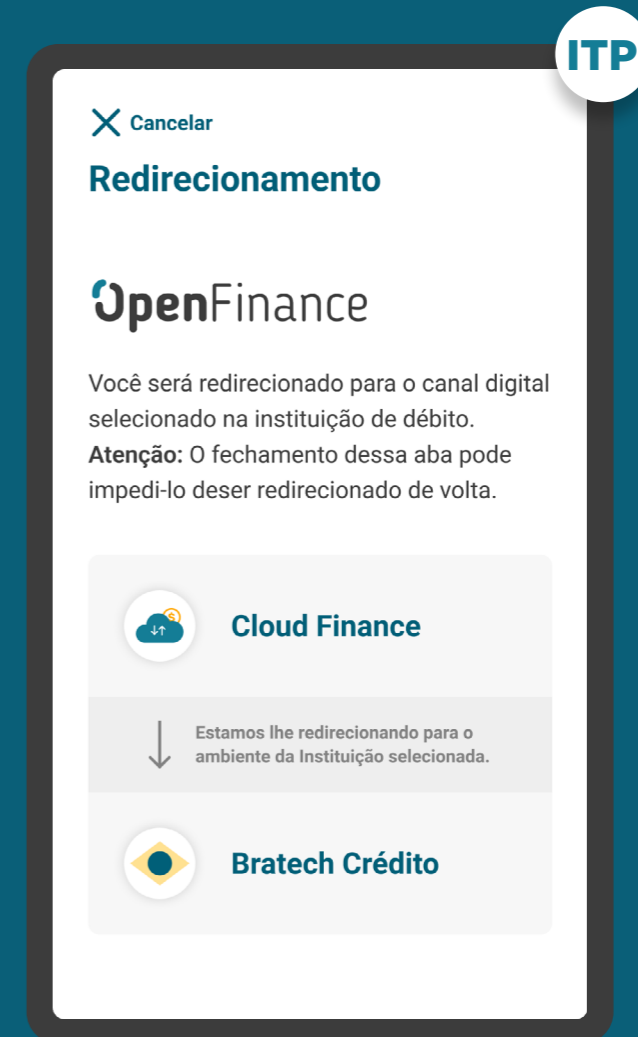 ITP
Cancelar
Redirecionamento
OpenFinance
Você será redirecionado para o canal digital
selecionado na instituição de débito.
Atenção: O fechamento dessa aba pode
impedi-lo deser redirecionado de volta.
$
Cloud Finance
Estamos lhe redirecionando para o
ambiente da Instituição selecionada.
Bratech Crédito